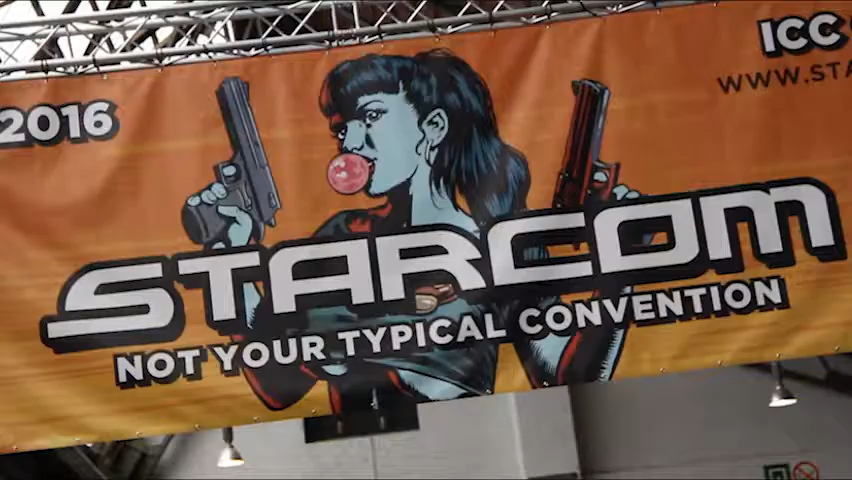 2016
ICC
WWW.STA
STARCOM
NOT YOUR TYPICAL CONVENTION